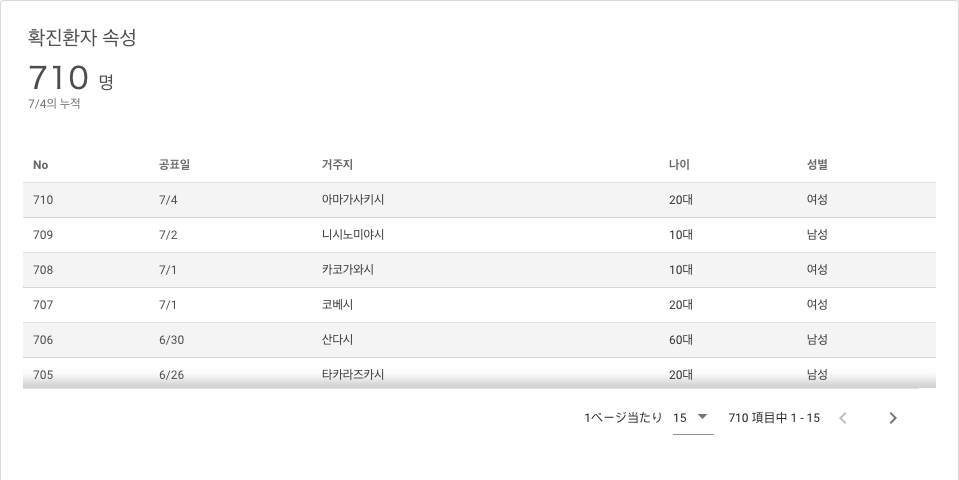 확진환자 속성
710 명
7/4의 누적
No 공표일 거주지 나이 성별
710 7/4 아마가사키시 20대 여성
709 7/2 니시노미야시 10대 남성
708 7/1 카코가와시 10대 여성
707 7/1 코베시 20대 여성
706 6/30 산다시 60대 남성
705 6/26 타카라즈카시 20대 남성
1ページ当たり 15 710 項目中 1 - 15